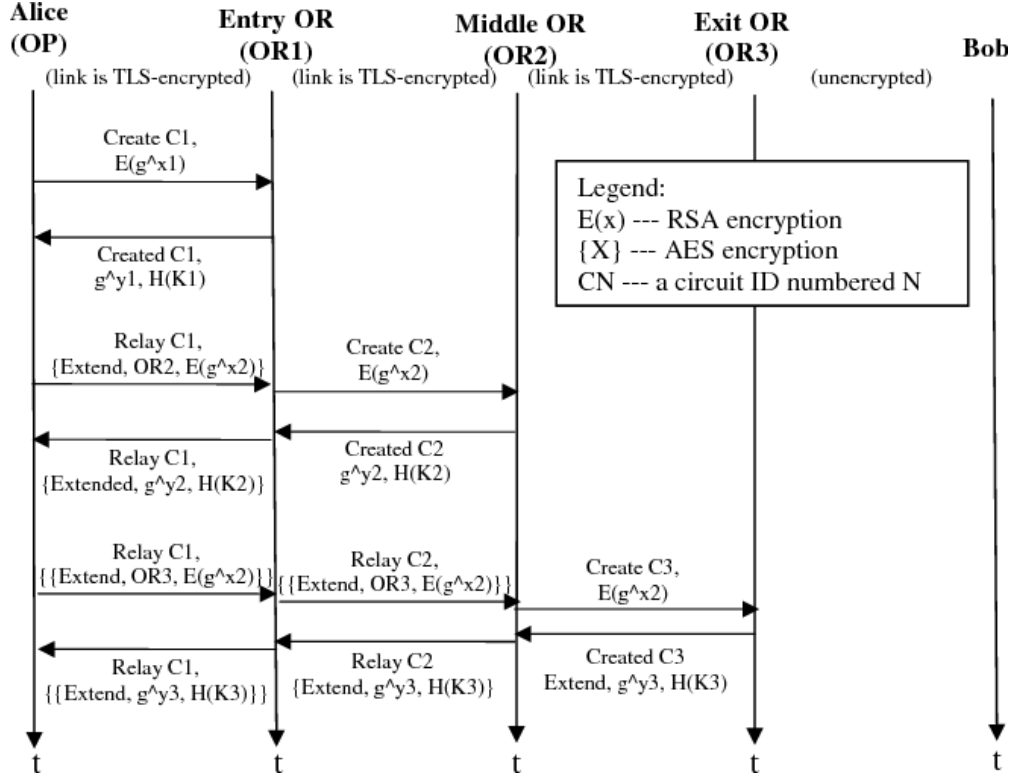 Alice
(OP)
Entry OR
(OR1)
Middle OR
(OR2)
Exit OR
(OR3)
Bob
(link is TLS-encrypted)
(link is TLS-encrypted)
(link is TLS-encrypted)
(unencrypted)
Create C1,
E(g^x1)
Legend:
E(x) --- RSA encryption
{X} --- AES encryption
CN --- a circuit ID numbered N
Created C1,
g^y1, H(K1)
Relay C1,
{Extend, OR2, E(g^x2)}
Create C2,
E(g^x2)
Relay C1,
{Extended, g^y2, H(K2)}
Created C2
g^y2, H(K2)
Relay C1,
{{Extend, OR3, E(g^x2)}}
Relay C2,
{{Extend, OR3, E(g^x2)}}
Create C3,
E(g^x2)
Relay C1,
{{Extend, g^y3, H(K3)}}
Relay C2
{Extend, g^y3, H(K3)}
Created C3
Extend, g^y3, H(K3)
t
t
t
t
t